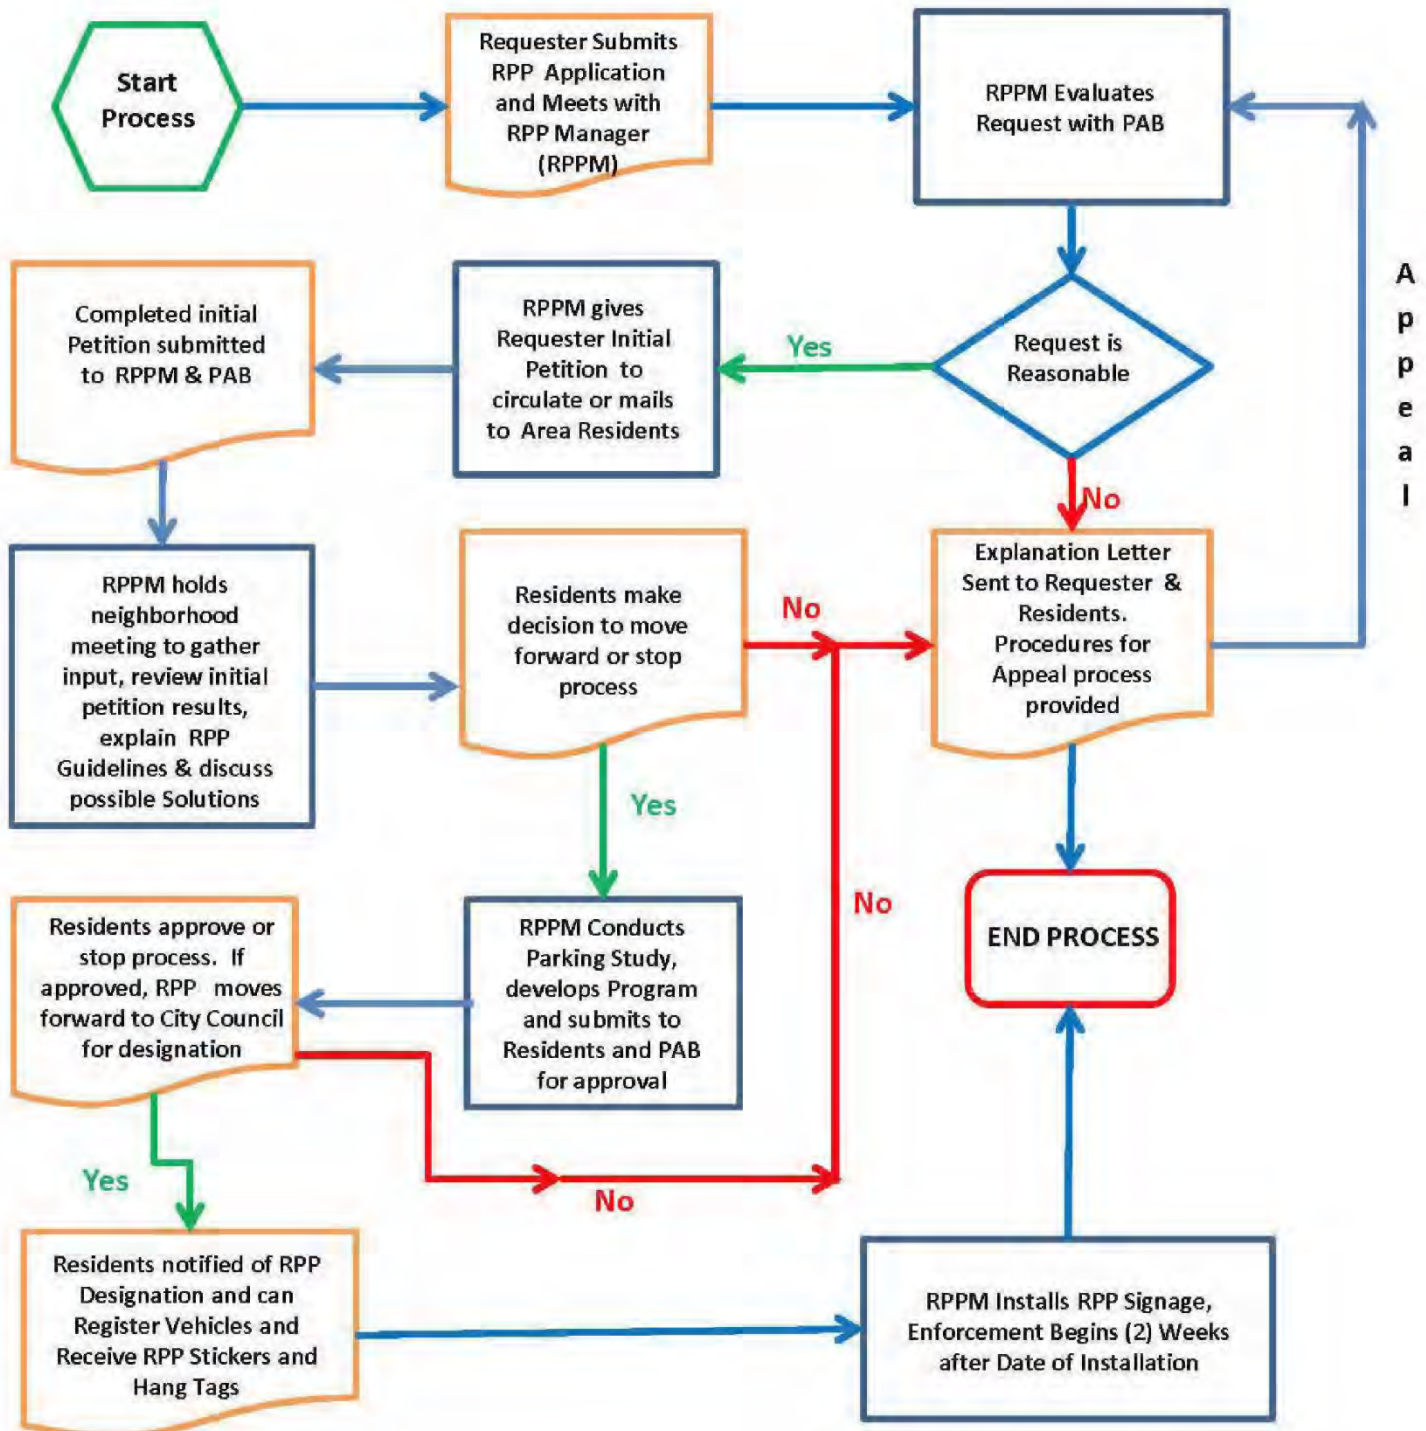 Start
Process
Requester Submits
RPP Application
and Meets with
RPP Manager
(RPPM)
RPPM Evaluates
Request with PAB
Appeal
Completed initial
Petition submitted
to RPPM & PAB
RPPM gives
Requester Initial
Petition to
circulate or mails
to Area Residents
Yes
Request is
Reasonable
No
RPPM holds
neighborhood
meeting to gather
input, review initial
petition results,
explain RPP
Guidelines & discuss
possible Solutions
Residents make
decision to move
forward or stop
process
No
Explanation Letter
Sent to Requester &
Residents.
Procedures for
Appeal process
provided
Yes
No
END PROCESS
Residents approve or
stop process. If
approved, RPP moves
forward to City Council
for designation
RPPM Conducts
Parking Study,
develops Program
and submits to
Residents and PAB
for approval
Yes
No
Residents notified of RPP
Designation and can
Register Vehicles and
Receive RPP Stickers and
Hang Tags
RPPM Installs RPP Signage,
Enforcement Begins (2) Weeks
after Date of Installation